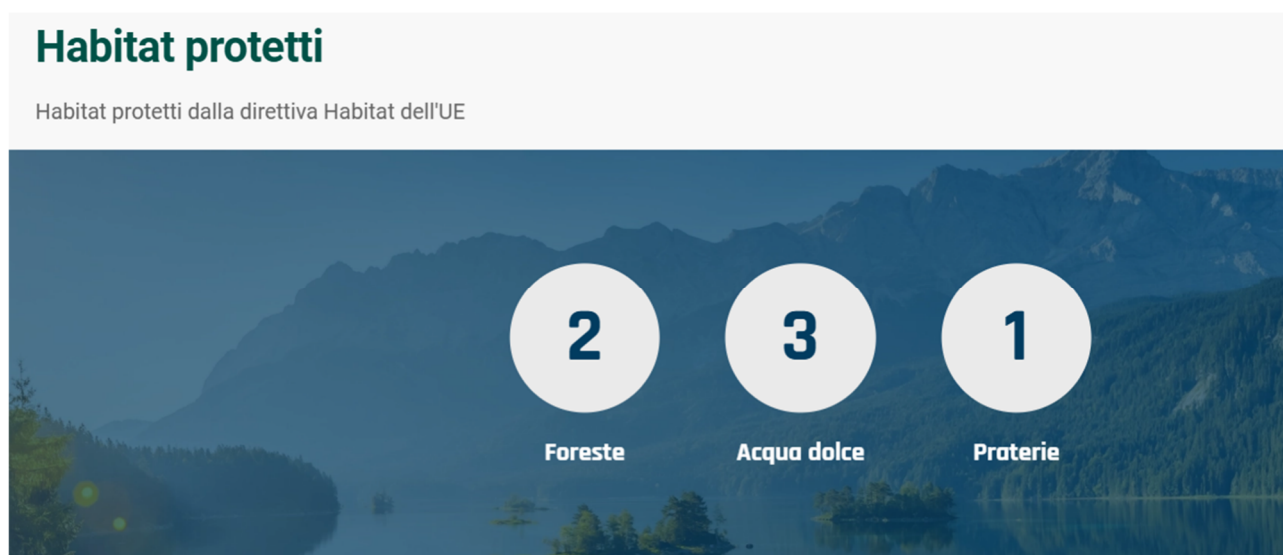 Habitat protetti
Habitat protetti dalla direttiva Habitat dell'UE
2 3 1
Foreste Acqua dolce Praterie